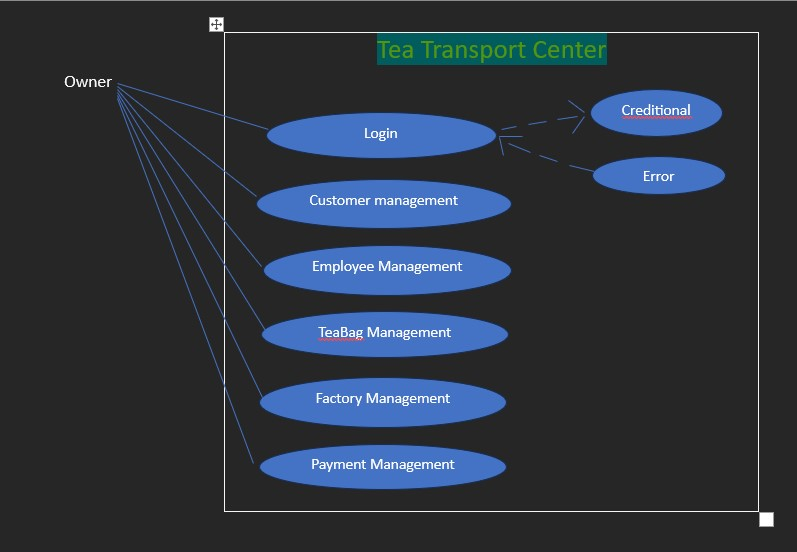 Tea Transport Center
Owner
Login
Creditional
Error
Customer management
Employee Management
TeaBag Management
Factory Management
Payment Management